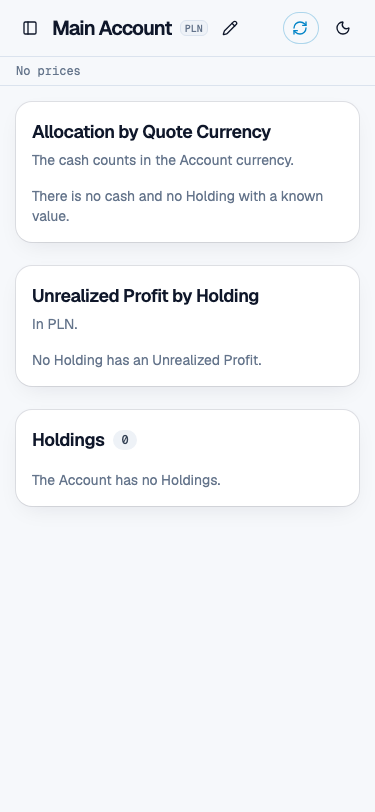 Main Account PLN
No prices
Allocation by Quote Currency
The cash counts in the Account currency.
There is no cash and no Holding with a known
value.
Unrealized Profit by Holding
In PLN.
No Holding has an Unrealized Profit.
Holdings 0
The Account has no Holdings.